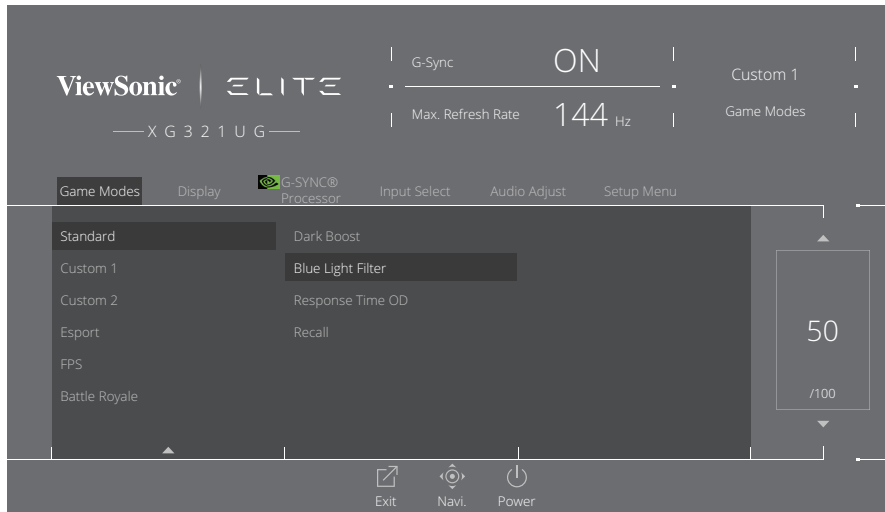 ViewSonic® ELITE
XG321UG
G-Sync ON
Max. Refresh Rate 144 Hz
Custom 1
Game Modes
Game Modes Display G-SYNC® Processor Input Select Audio Adjust Setup Menu
Standard
Custom 1
Custom 2
Esport
FPS
Battle Royale
Dark Boost
Blue Light Filter
Response Time OD
Recall
50
/100
Exit Navi. Power